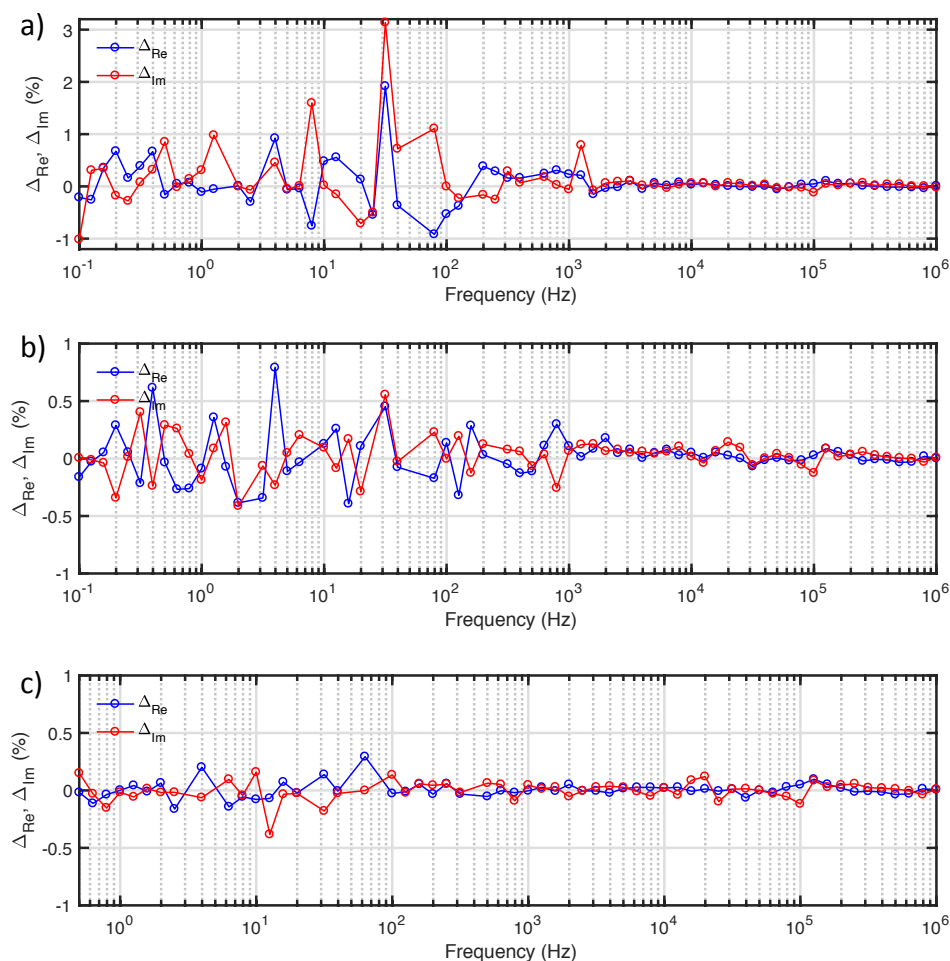 a)
Δ_Re, Δ_Im (%)
3
2
1
0
-1
Δ_Re
Δ_Im
10^-1 10^0 10^1 10^2 10^3 10^4 10^5 10^6
Frequency (Hz)
b)
Δ_Re, Δ_Im (%)
1
0.5
0
-0.5
-1
Δ_Re
Δ_Im
10^-1 10^0 10^1 10^2 10^3 10^4 10^5 10^6
Frequency (Hz)
c)
Δ_Re, Δ_Im (%)
1
0.5
0
-0.5
-1
Δ_Re
Δ_Im
10^0 10^1 10^2 10^3 10^4 10^5 10^6
Frequency (Hz)